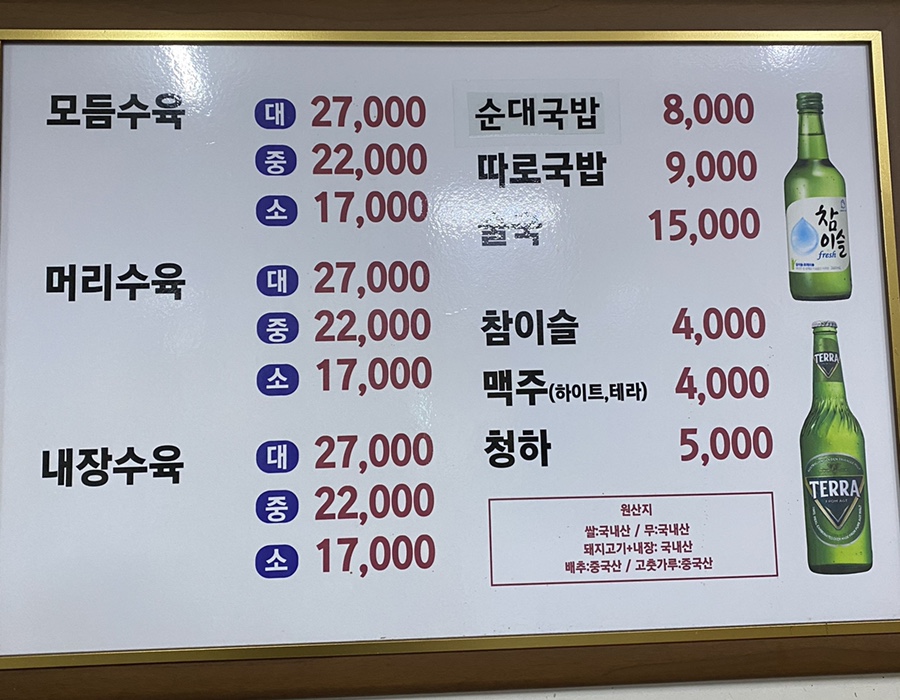 모듬수육 대 27,000
중 22,000
소 17,000
머리수육 대 27,000
중 22,000
소 17,000
내장수육 대 27,000
중 22,000
소 17,000
순대국밥 8,000
따로국밥 9,000
술국 15,000
참이슬 4,000
맥주(하이트,테라) 4,000
청하 5,000
원산지
쌀:국내산 / 무:국내산
돼지고기+내장: 국내산
배추:중국산 / 고춧가루:중국산
참
이슬
fresh
TERRA
TERRA